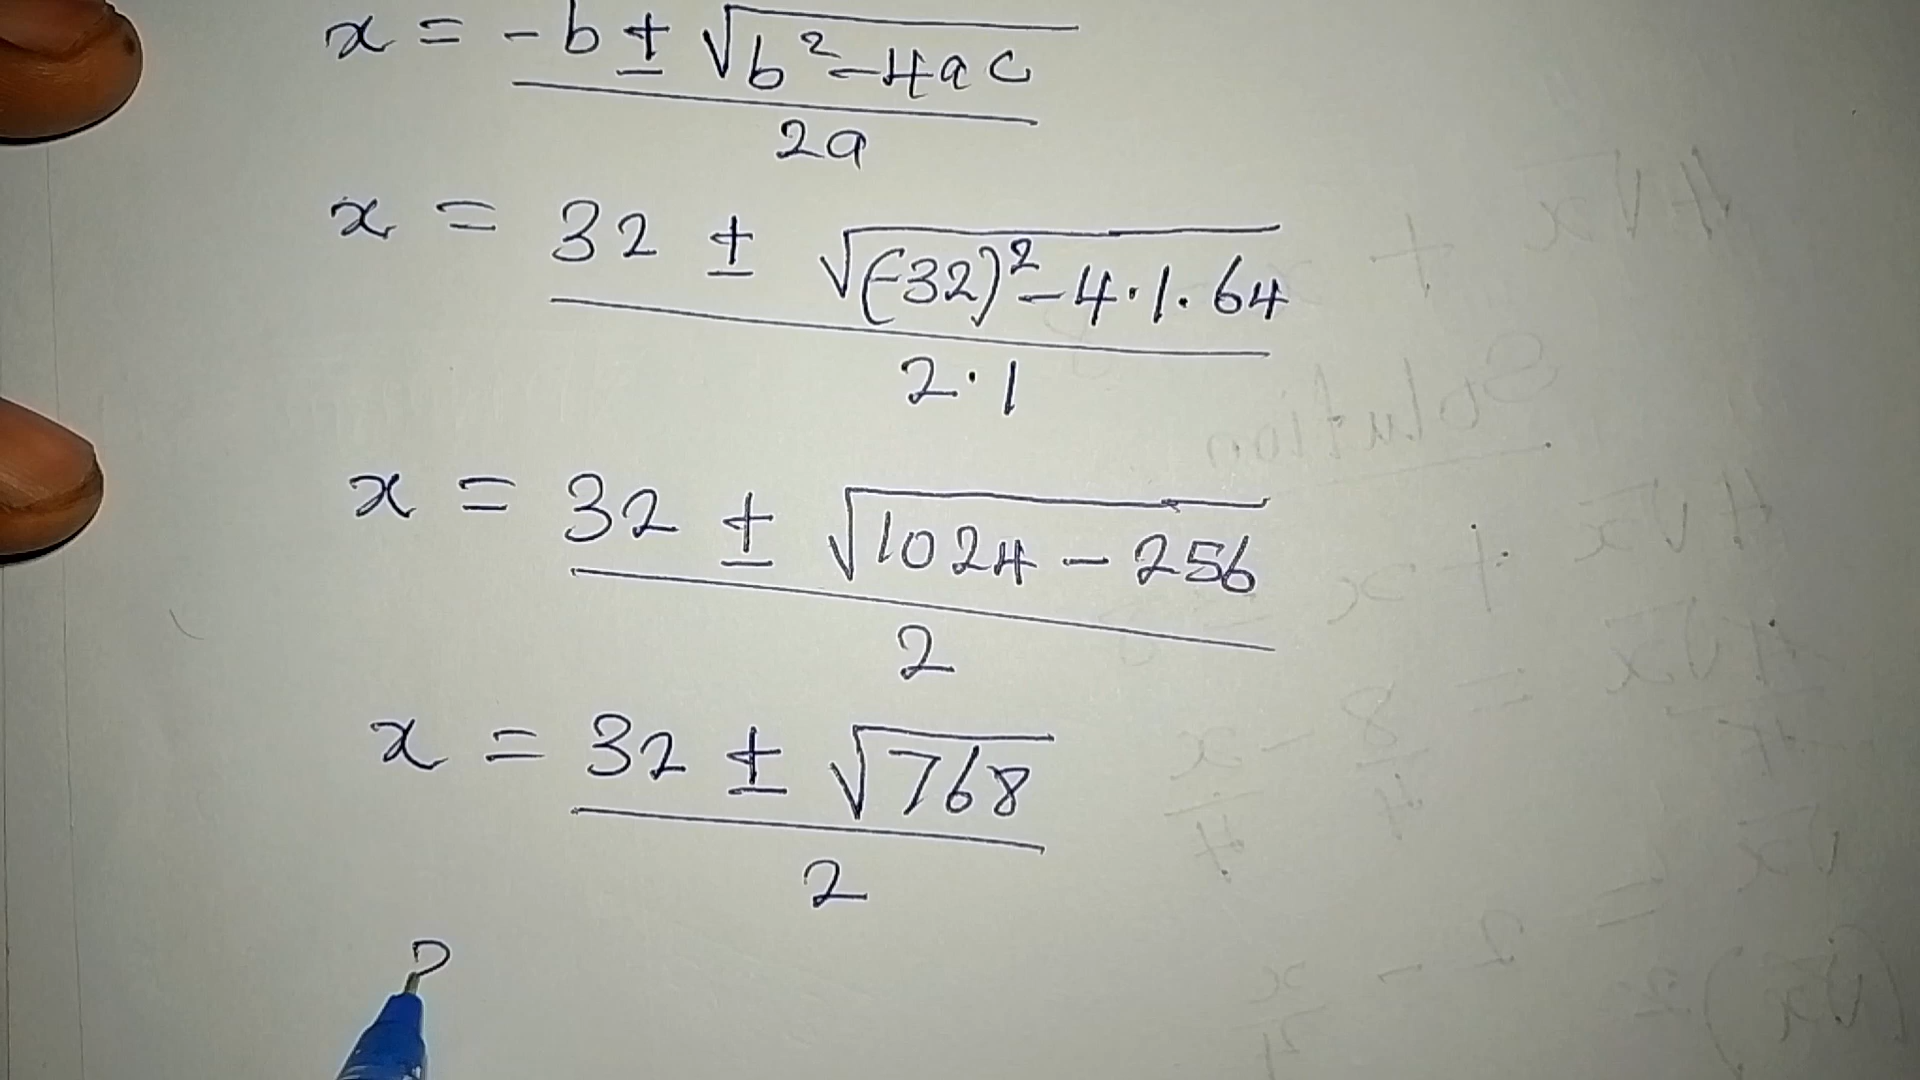 x = -b ± √b² - 4ac / 2a
x = 32 ± √(-32)² - 4·1·64 / 2·1
x = 32 ± √1024 - 256 / 2
x = 32 ± √768 / 2